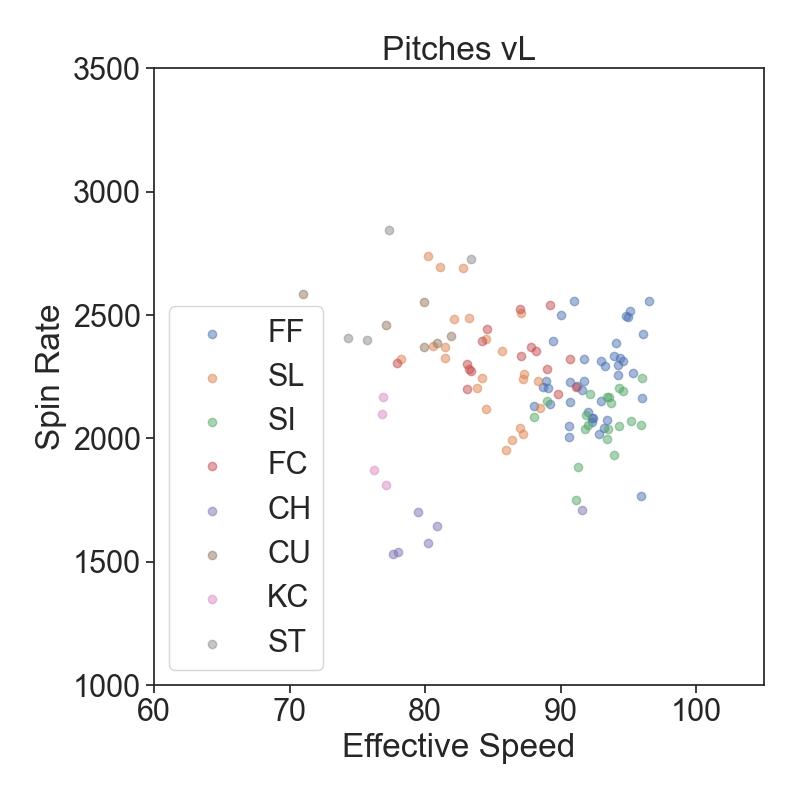 Pitches vL
3500
3000
2500
2000
1500
1000
Spin Rate
FF
SL
SI
FC
CH
CU
KC
ST
60 70 80 90 100
Effective Speed